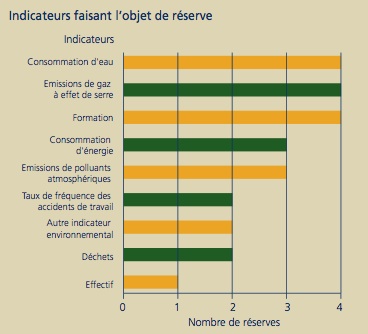 Indicateurs faisant l'objet de réserve
Indicateurs
Consommation d'eau
Emissions de gaz
à effet de serre
Formation
Consommation
d'énergie
Emissions de polluants
atmosphériques
Taux de fréquence des
accidents de travail
Autre indicateur
environnemental
Déchets
Effectif
0 1 2 3 4
Nombre de réserves